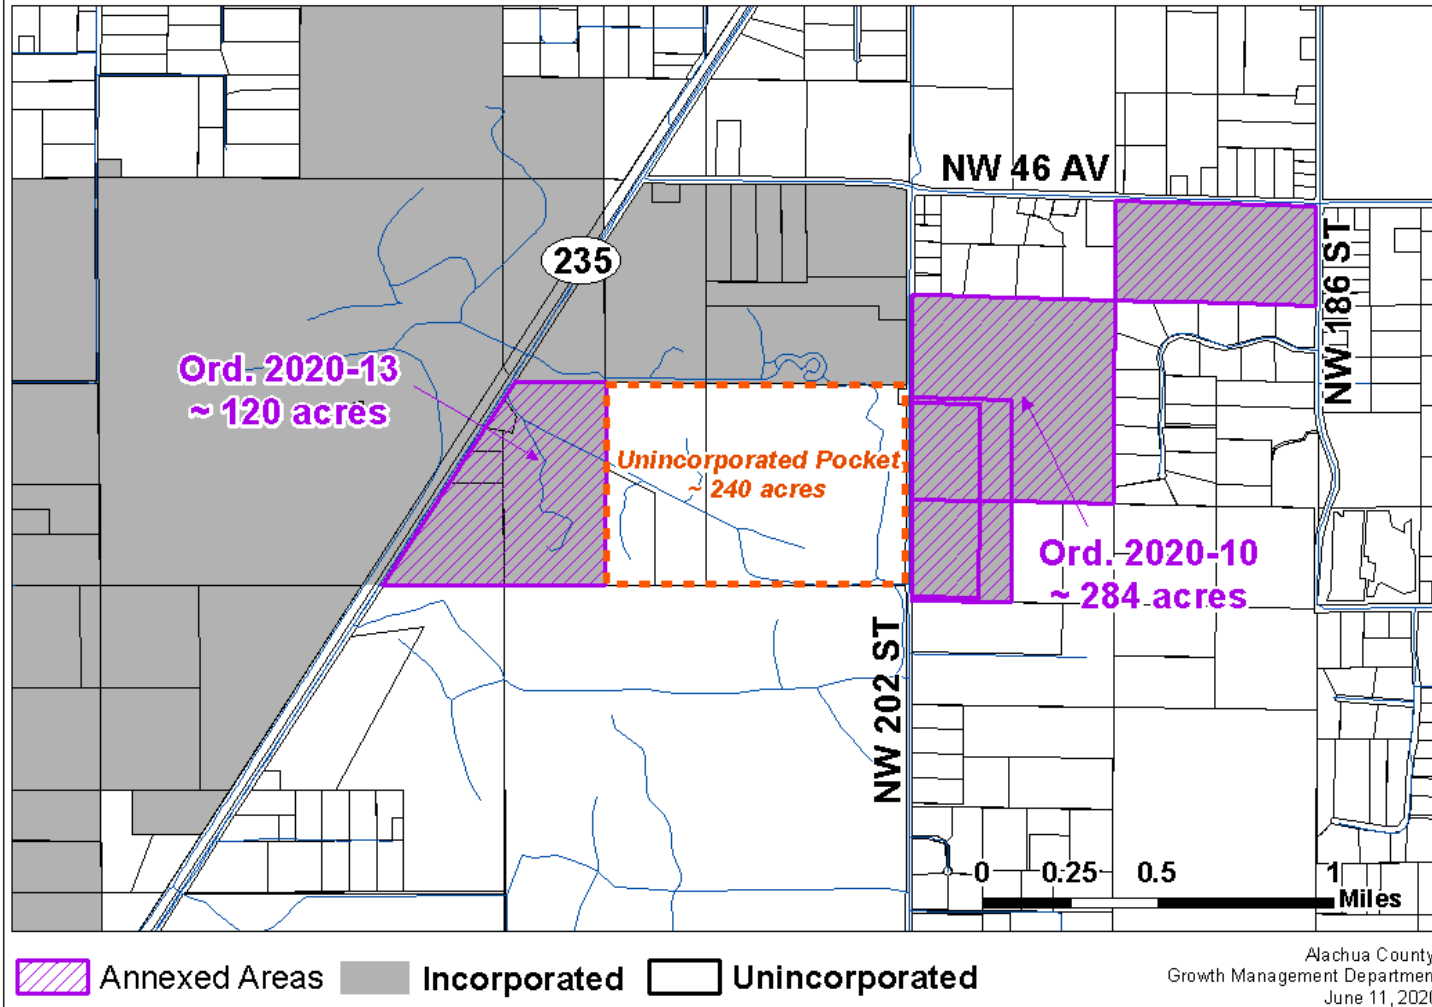 NW 46 AV
235
NW 186 ST
Ord. 2020-13
~ 120 acres
Unincorporated Pocket
~ 240 acres
Ord. 2020-10
~ 284 acres
NW 202 ST
0 0.25 0.5 1
Miles
Annexed Areas Incorporated Unincorporated
Alachua County
Growth Management Departmen
June 11, 2020